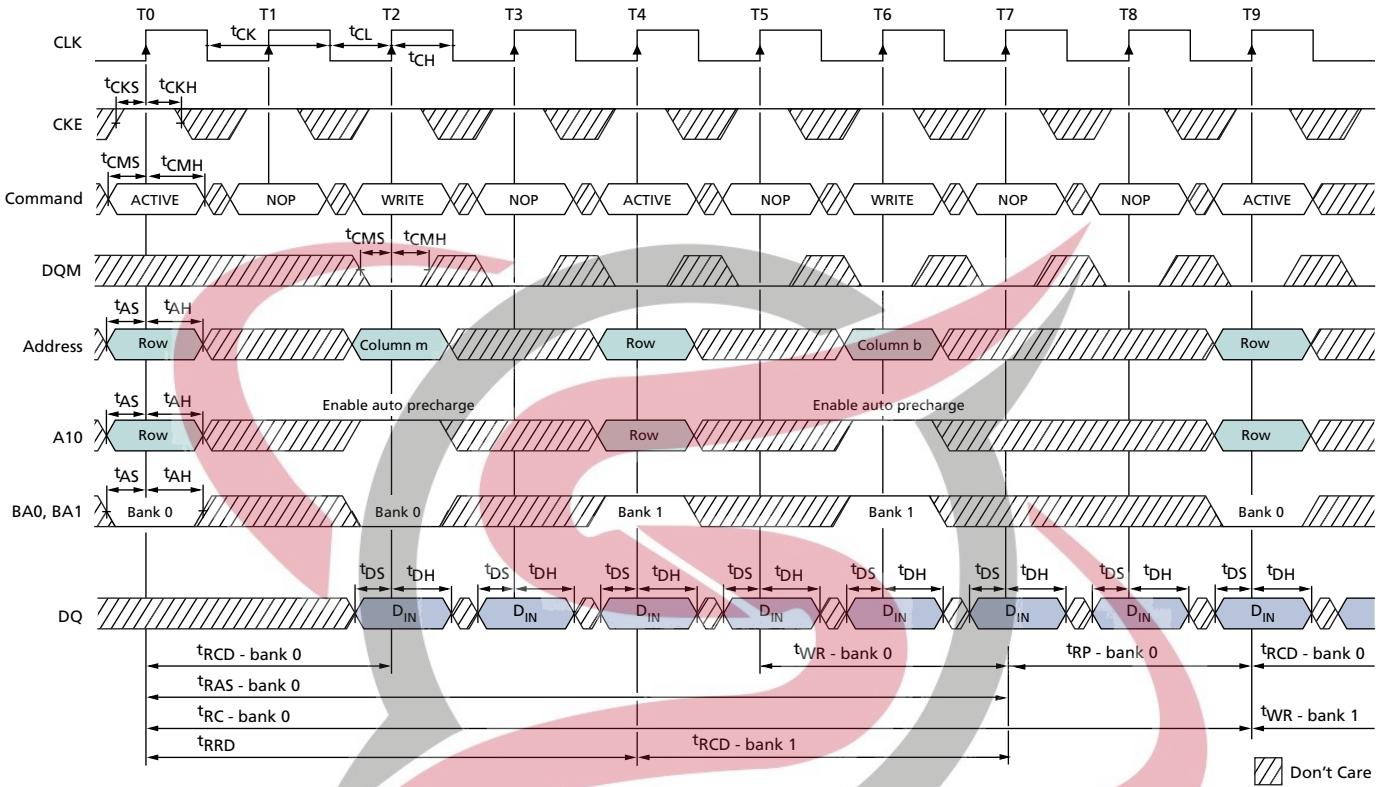 T0 T1 T2 T3 T4 T5 T6 T7 T8 T9
CLK tCK tCL tCH
tCKS tCKH
CKE
tCMS tCMH
Command ACTIVE NOP WRITE NOP ACTIVE NOP WRITE NOP NOP ACTIVE
tCMS tCMH
DQM
tAS tAH
Address Row Column m Row Column b Row
tAS tAH Enable auto precharge Enable auto precharge
A10 Row Row Row
tAS tAH
BA0, BA1 Bank 0 Bank 0 Bank 1 Bank 1 Bank 0
tDS tDH tDS tDH tDS tDH tDS tDH tDS tDH tDS tDH tDS tDH tDS tDH
DQ DIN DIN DIN DIN DIN DIN DIN DIN
tRCD - bank 0 tWR - bank 0 tRP - bank 0 tRCD - bank 0
tRAS - bank 0
tRC - bank 0 tWR - bank 1
tRRD tRCD - bank 1
Don't Care